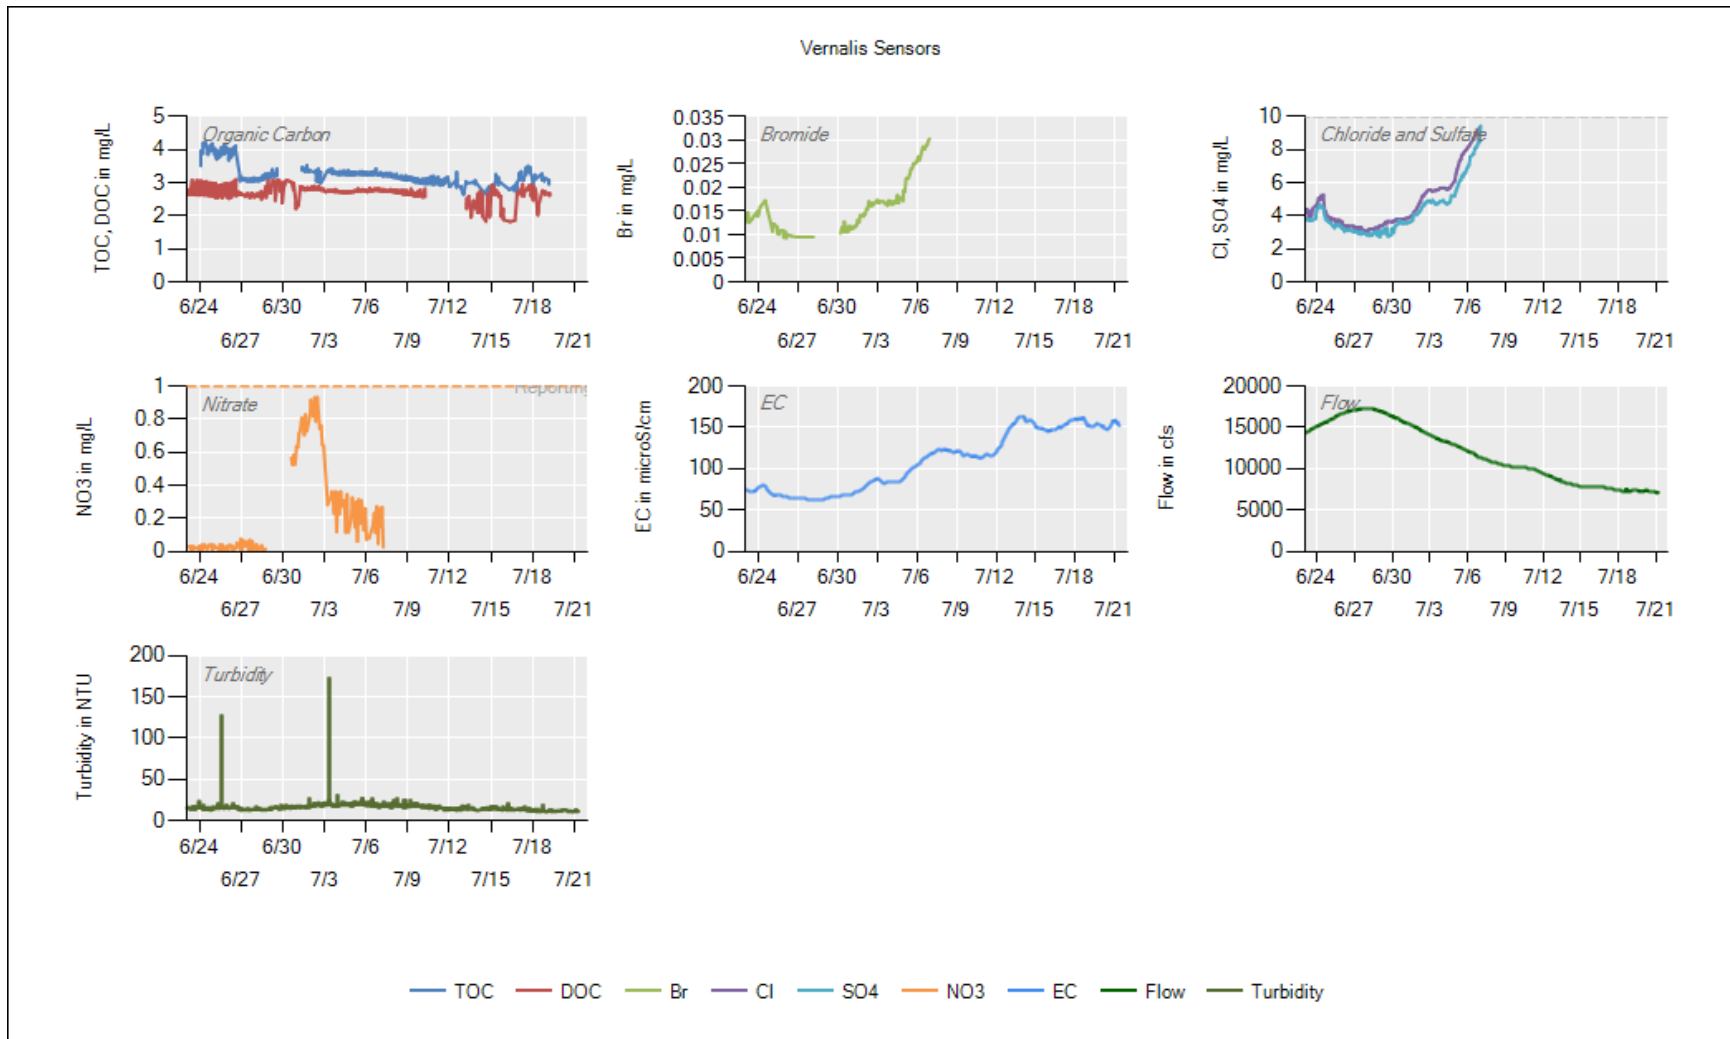 Vernalis Sensors
TOC, DOC in mg/L
5
4
3
2
1
0
Organic Carbon
6/24 6/30 7/6 7/12 7/18
6/27 7/3 7/9 7/15 7/21
Br in mg/L
0.035
0.03
0.025
0.02
0.015
0.01
0.005
0
Bromide
6/24 6/30 7/6 7/12 7/18
6/27 7/3 7/9 7/15 7/21
Cl, SO4 in mg/L
10
8
6
4
2
0
Chloride and Sulfate
6/24 6/30 7/6 7/12 7/18
6/27 7/3 7/9 7/15 7/21
NO3 in mg/L
1
0.8
0.6
0.4
0.2
0
Reporting
Nitrate
6/24 6/30 7/6 7/12 7/18
6/27 7/3 7/9 7/15 7/21
EC in microS/cm
200
150
100
50
0
EC
6/24 6/30 7/6 7/12 7/18
6/27 7/3 7/9 7/15 7/21
Flow in cfs
20000
15000
10000
5000
0
Flow
6/24 6/30 7/6 7/12 7/18
6/27 7/3 7/9 7/15 7/21
Turbidity in NTU
200
150
100
50
0
Turbidity
6/24 6/30 7/6 7/12 7/18
6/27 7/3 7/9 7/15 7/21
TOC DOC Br Cl SO4 NO3 EC Flow Turbidity